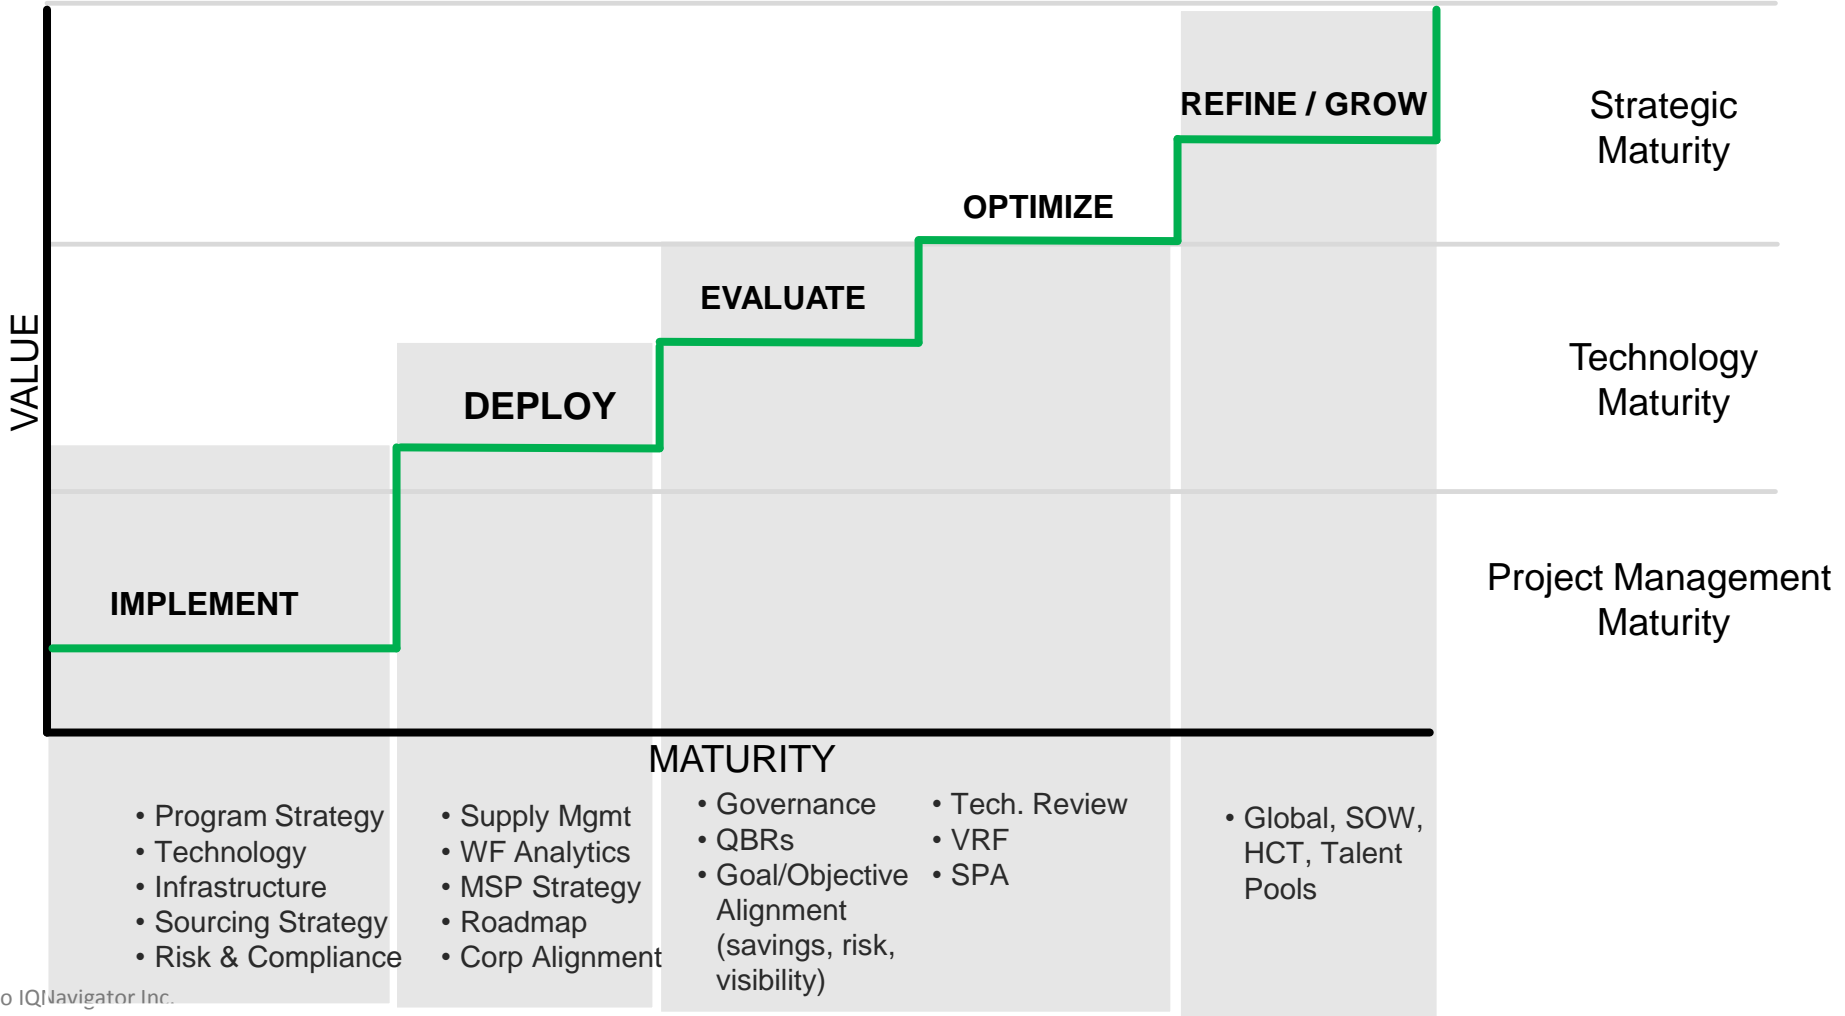 REFINE / GROW
Strategic
Maturity
OPTIMIZE
EVALUATE
Technology
Maturity
DEPLOY
VALUE
IMPLEMENT
Project Management
Maturity
MATURITY
• Program Strategy
• Technology
• Infrastructure
• Sourcing Strategy
• Risk & Compliance
• Supply Mgmt
• WF Analytics
• MSP Strategy
• Roadmap
• Corp Alignment
• Governance
• QBRs
• Goal/Objective
Alignment
(savings, risk,
visibility)
• Tech. Review
• VRF
• SPA
• Global, SOW,
HCT, Talent
Pools
o IQNavigator Inc.